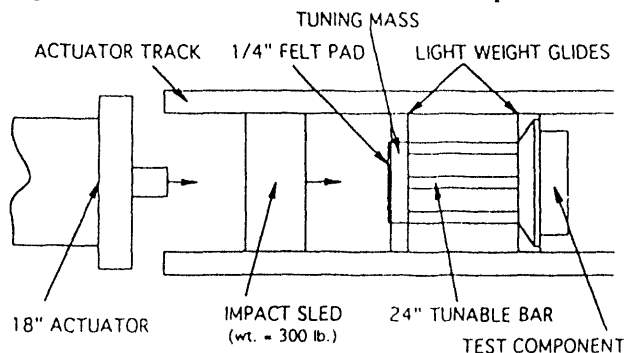 TUNING MASS
ACTUATOR TRACK
1/4" FELT PAD
LIGHT WEIGHT GLIDES
18" ACTUATOR
IMPACT SLED
(wt. = 300 lb.)
24" TUNABLE BAR
TEST COMPONENT